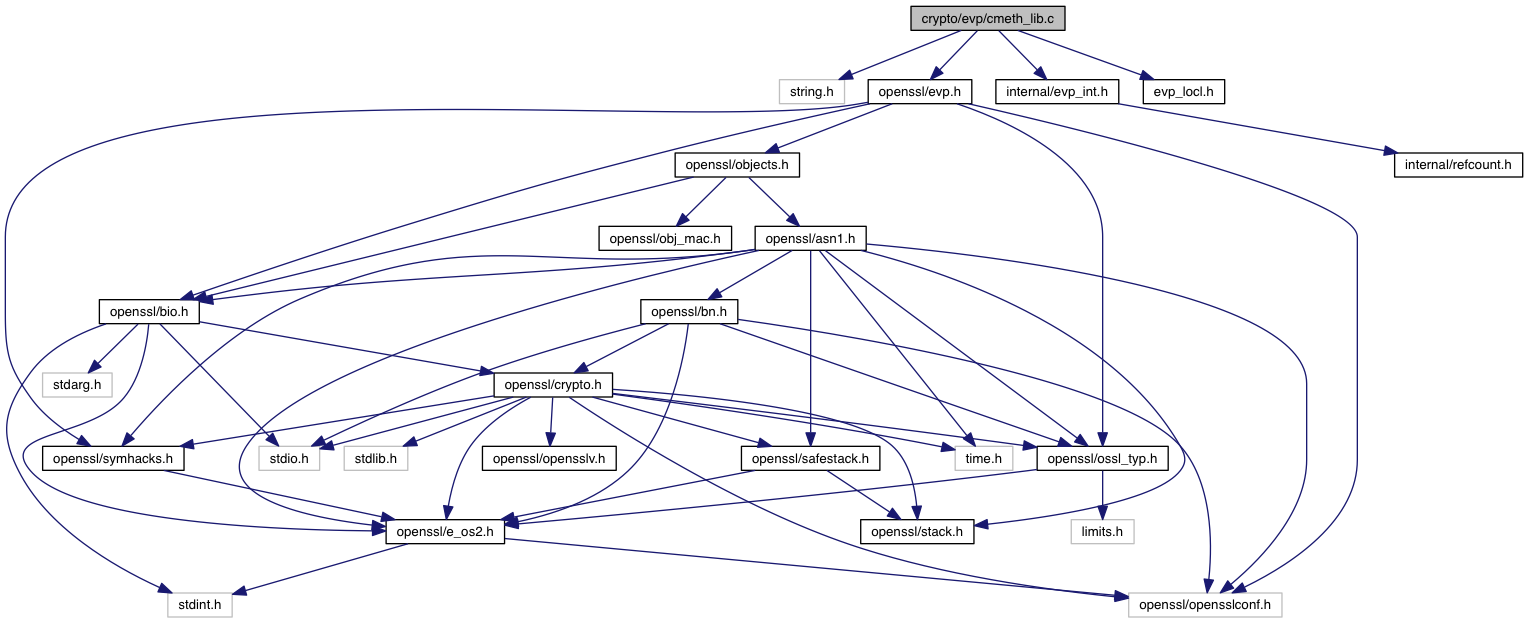 crypto/evp/cmeth_lib.c
string.h
openssl/evp.h
internal/evp_int.h
evp_locl.h
openssl/objects.h
internal/refcount.h
openssl/obj_mac.h
openssl/asn1.h
openssl/bio.h
openssl/bn.h
stdarg.h
openssl/crypto.h
openssl/symhacks.h
stdio.h
stdlib.h
openssl/opensslv.h
openssl/safestack.h
time.h
openssl/ossl_typ.h
openssl/e_os2.h
openssl/stack.h
limits.h
stdint.h
openssl/opensslconf.h